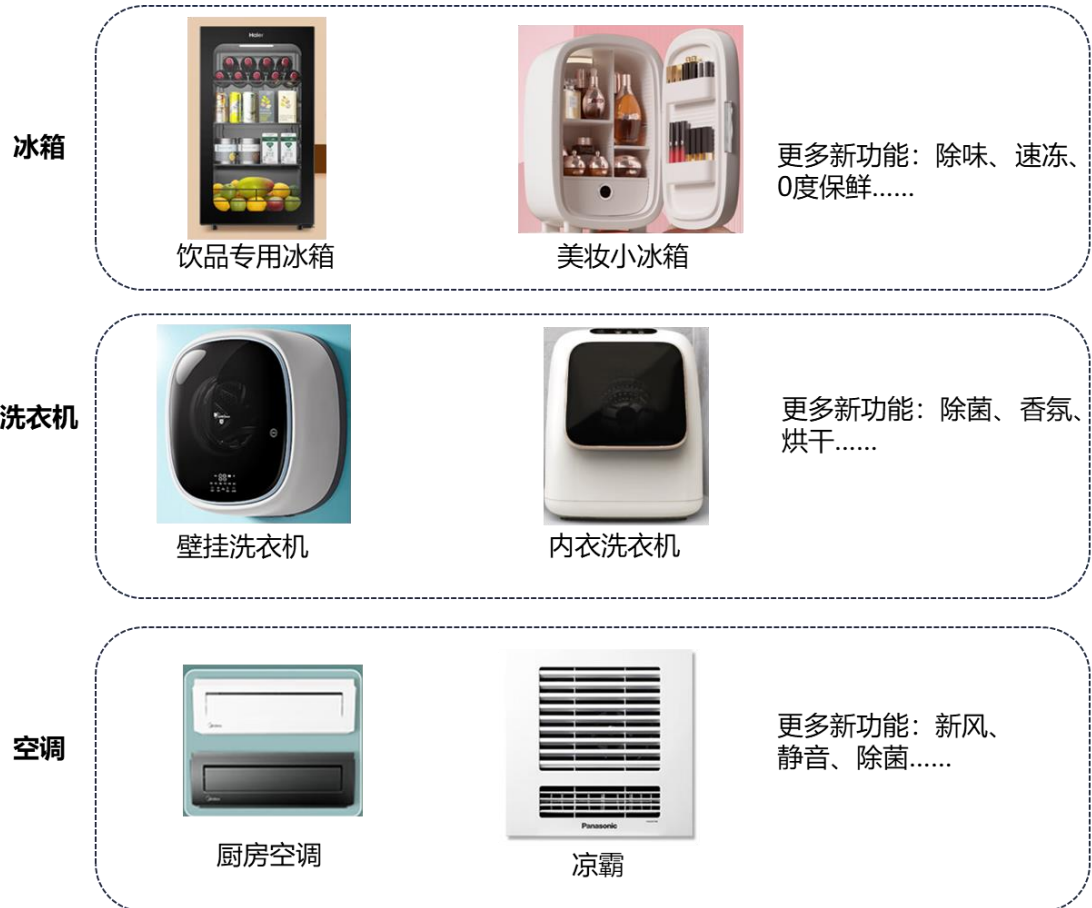 Haier
冰箱
更多新功能：除味、速冻、
0度保鲜......
饮品专用冰箱
美妆小冰箱
洗衣机
更多新功能：除菌、香氛、
烘干......
壁挂洗衣机
内衣洗衣机
空调
更多新功能：新风、
静音、除菌......
Midea
Midea
Panasonic
厨房空调
凉霸